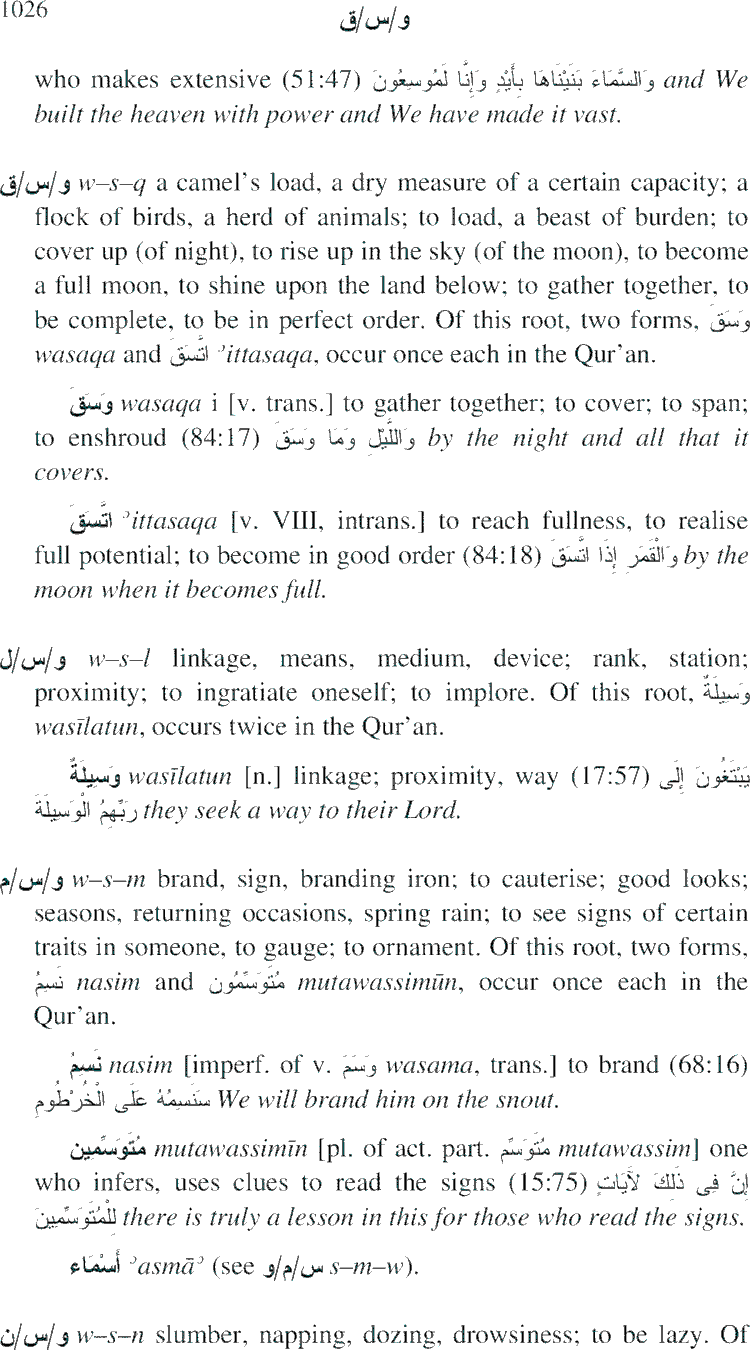 1026 و/س/ق
who makes extensive (51:47) وَالسَّمَاءَ بَنَيْنَاهَا بِأَيْدٍ وَإِنَّا لَمُوسِعُونَ and We
built the heaven with power and We have made it vast.
و/س/ق w–s–q a camel's load, a dry measure of a certain capacity; a
flock of birds, a herd of animals; to load, a beast of burden; to
cover up (of night), to rise up in the sky (of the moon), to become
a full moon, to shine upon the land below; to gather together, to
be complete, to be in perfect order. Of this root, two forms, وَسَقَ
wasaqa and اتَّسَقَ ʾittasaqa, occur once each in the Qur'an.
وَسَقَ wasaqa i [v. trans.] to gather together; to cover; to span;
to enshroud (84:17) وَاللَّيْلِ وَمَا وَسَقَ by the night and all that it
covers.
اتَّسَقَ ʾittasaqa [v. VIII, intrans.] to reach fullness, to realise
full potential; to become in good order (84:18) وَالْقَمَرِ إِذَا اتَّسَقَ by the
moon when it becomes full.
و/س/ل w–s–l linkage, means, medium, device; rank, station;
proximity; to ingratiate oneself; to implore. Of this root, وَسِيلَةٌ
wasīlatun, occurs twice in the Qur'an.
وَسِيلَةٌ wasīlatun [n.] linkage; proximity, way (17:57) يَبْتَغُونَ إِلَى
رَبِّهِمُ الْوَسِيلَةَ they seek a way to their Lord.
و/س/م w–s–m brand, sign, branding iron; to cauterise; good looks;
seasons, returning occasions, spring rain; to see signs of certain
traits in someone, to gauge; to ornament. Of this root, two forms,
نَسِمُ nasim and مُتَوَسِّمُون mutawassimūn, occur once each in the
Qur'an.
نَسِمُ nasim [imperf. of v. وَسَمَ wasama, trans.] to brand (68:16)
سَنَسِمُهُ عَلَى الْخُرْطُومِ We will brand him on the snout.
مُتَوَسِّمِين mutawassimīn [pl. of act. part. مُتَوَسِّم mutawassim] one
who infers, uses clues to read the signs (15:75) إِنَّ فِى ذَلِكَ لَآيَاتٍ
لِلْمُتَوَسِّمِينَ there is truly a lesson in this for those who read the signs.
أَسْمَاء ʾasmāʾ (see س/م/و s–m–w).
و/س/ن w–s–n slumber, napping, dozing, drowsiness; to be lazy. Of